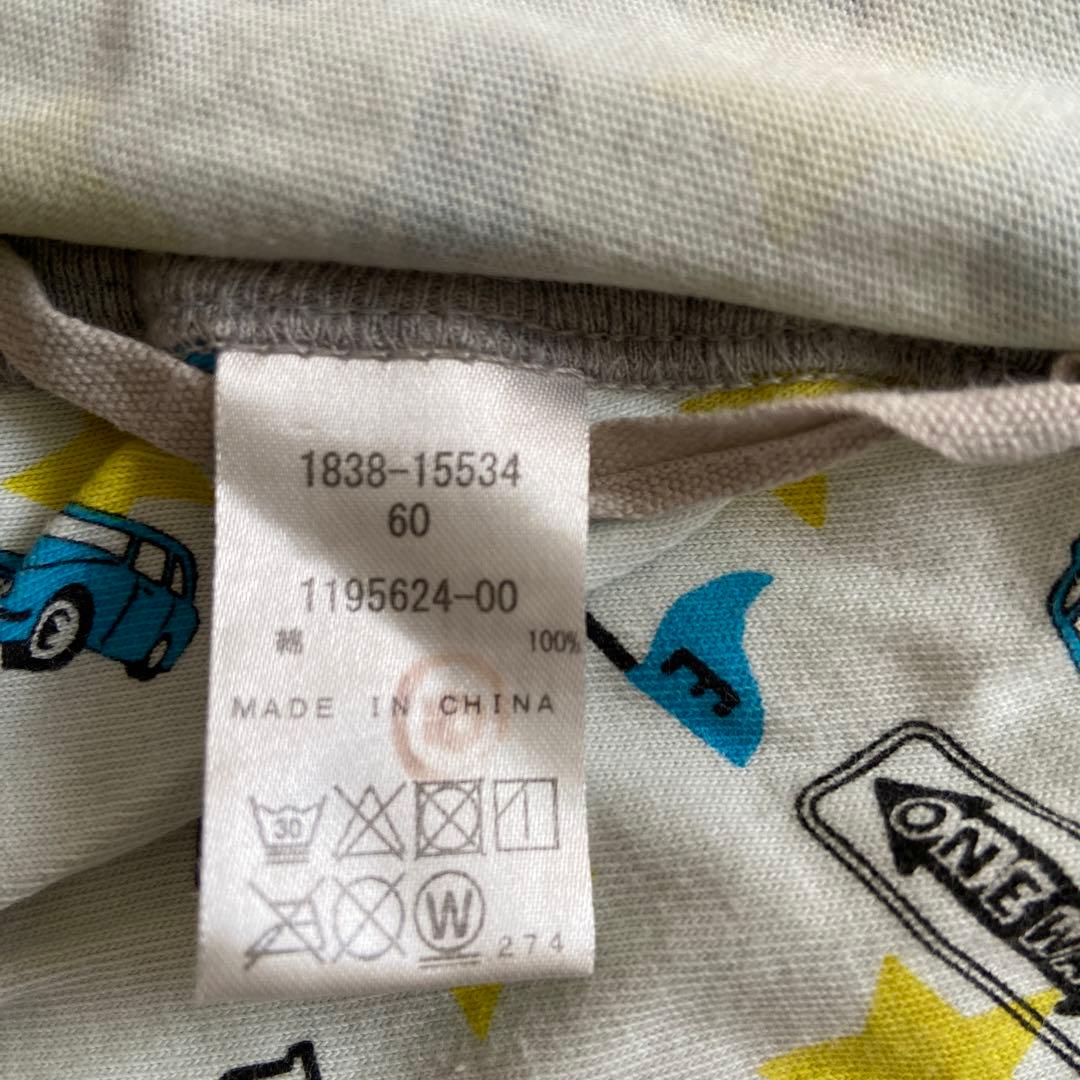 1838-15534
60
1195624-00
綿 100%
MADE IN CHINA
30
W
274
E
ONE WA